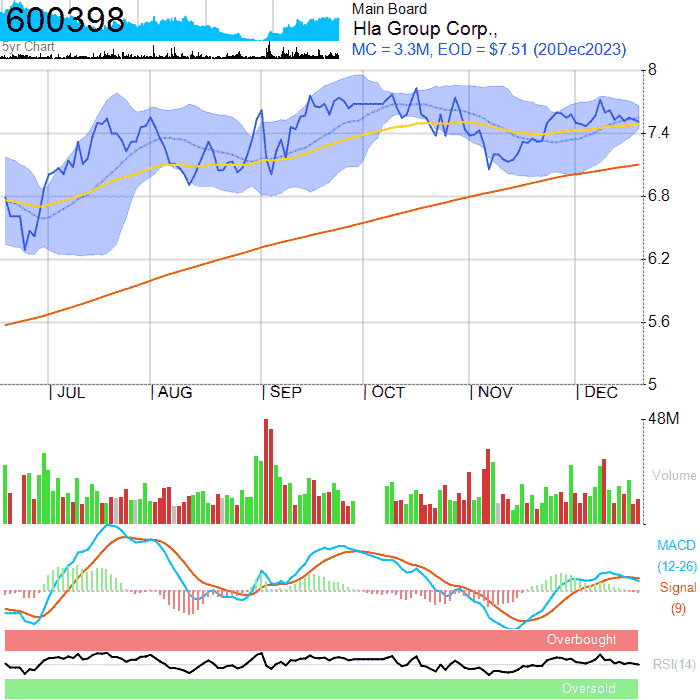 600398
5yr Chart
Main Board
Hla Group Corp.,
MC = 3.3M, EOD = $7.51 (20Dec2023)
8
7.4
6.8
6.2
5.6
5
JUL AUG SEP OCT NOV DEC
48M
Volume
MACD
(12-26)
Signal
(9)
Overbought
RSI(14)
Oversold